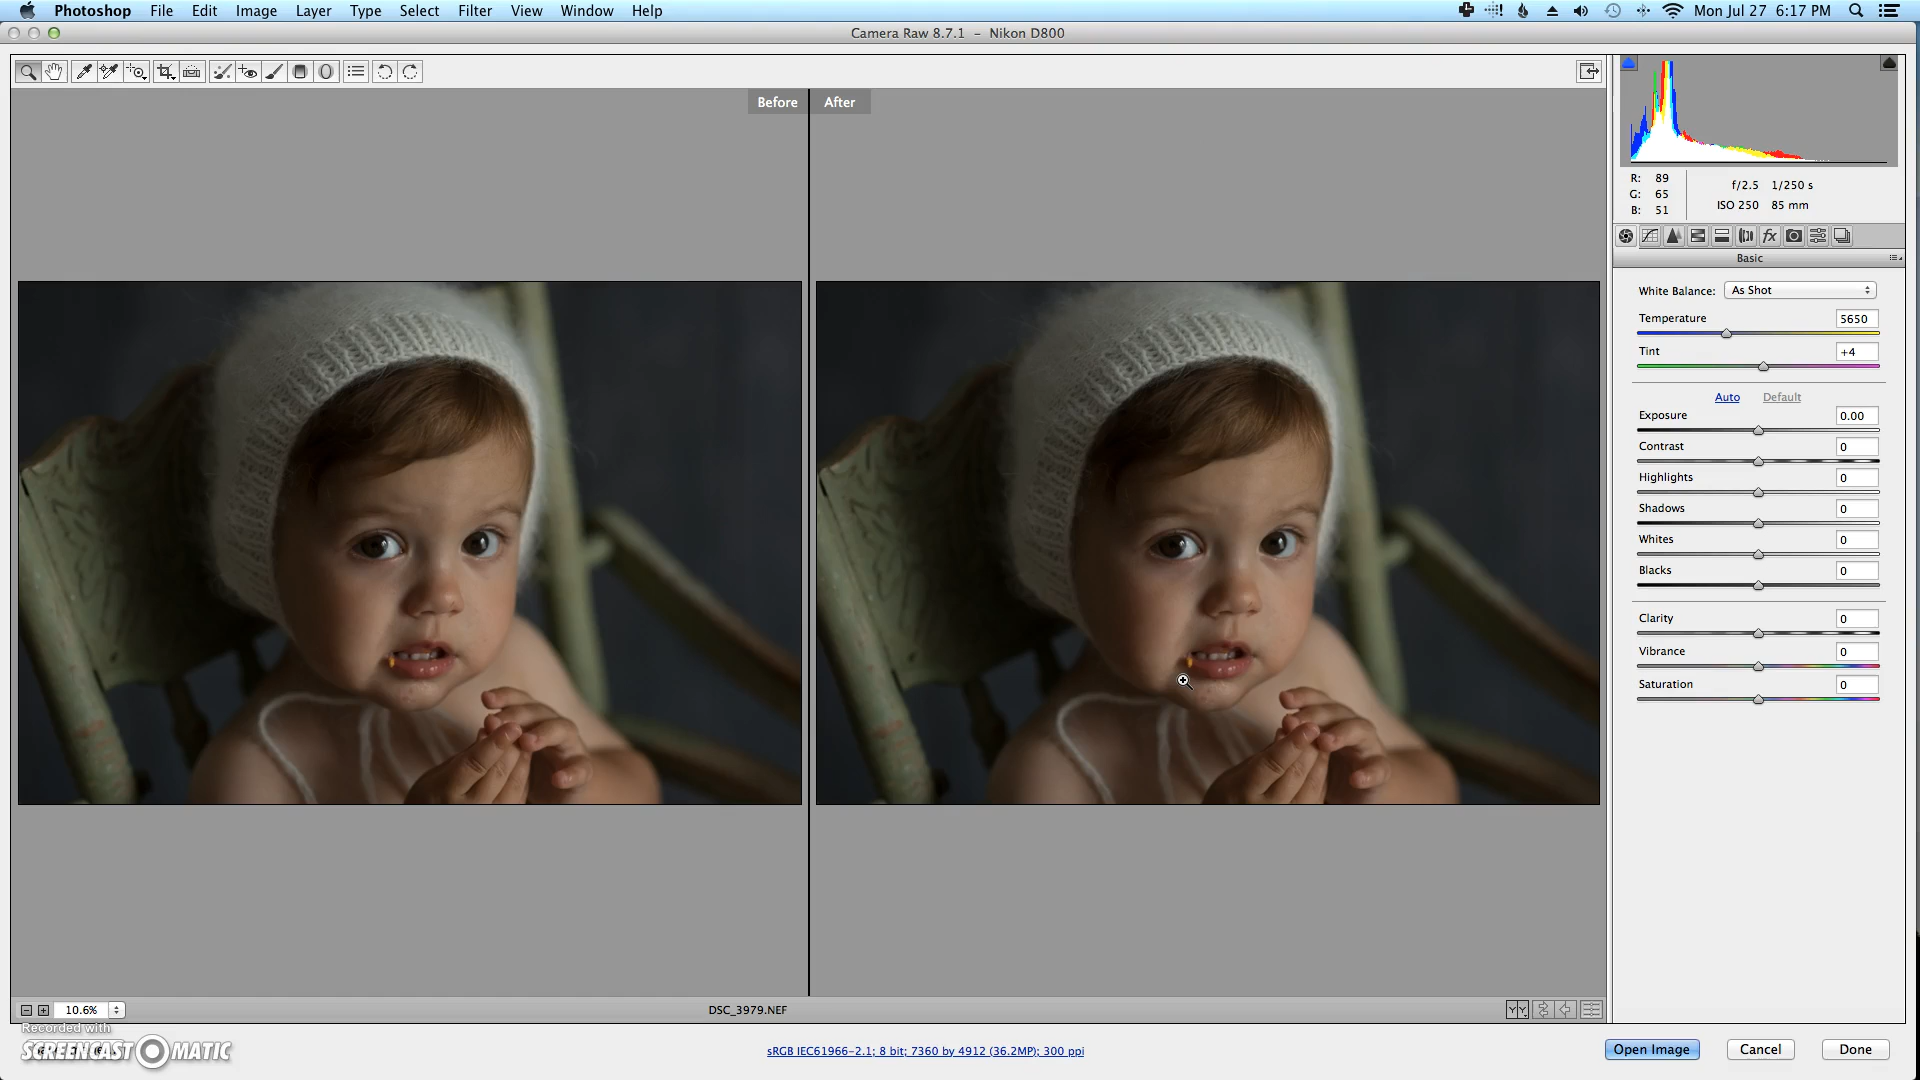 Photoshop File Edit Image Layer Type Select Filter View Window Help Mon Jul 27 6:17 PM
Camera Raw 8.7.1 – Nikon D800
Before After
R: 89
G: 65
B: 51
f/2.5 1/250 s
ISO 250 85 mm
fx
Basic
White Balance: As Shot
Temperature 5650
Tint +4
Auto Default
Exposure 0.00
Contrast 0
Highlights 0
Shadows 0
Whites 0
Blacks 0
Clarity 0
Vibrance 0
Saturation 0
10.6% DSC_3979.NEF Y Y
Recorded with
SCREENCAST MATIC
sRGB IEC61966-2.1; 8 bit; 7360 by 4912 (36.2MP); 300 ppi
Open Image Cancel Done